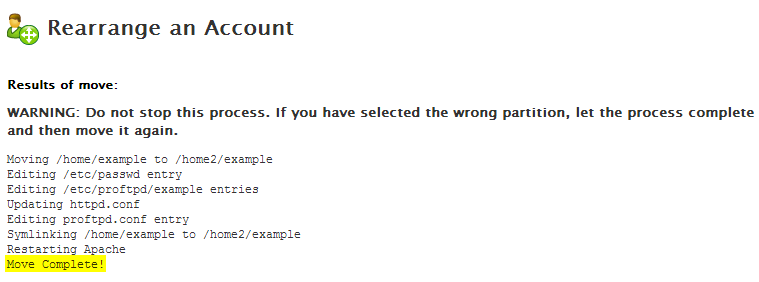 Rearrange an Account
Results of move:
WARNING: Do not stop this process. If you have selected the wrong partition, let the process complete
and then move it again.
Moving /home/example to /home2/example
Editing /etc/passwd entry
Editing /etc/proftpd/example entries
Updating httpd.conf
Editing proftpd.conf entry
Symlinking /home/example to /home2/example
Restarting Apache
Move Complete!